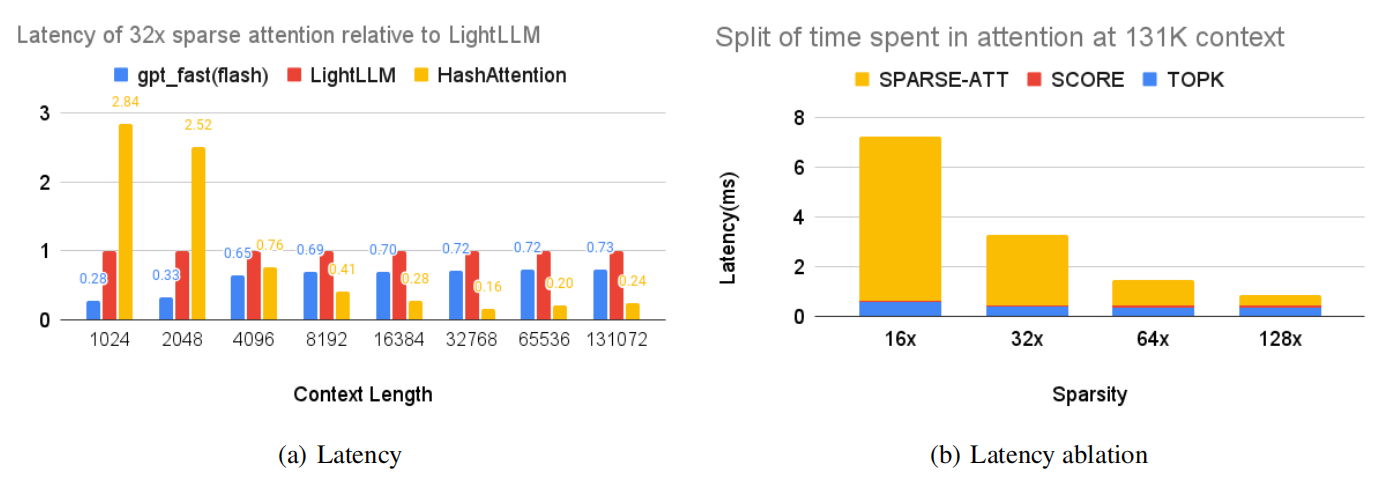 Latency of 32x sparse attention relative to LightLLM
gpt_fast(flash) LightLLM HashAttention
3
2
1
0
2.84
2.52
0.28
0.33
0.65
0.76
0.69
0.41
0.70
0.28
0.72
0.16
0.72
0.20
0.73
0.24
1024 2048 4096 8192 16384 32768 65536 131072
Context Length
(a) Latency
Split of time spent in attention at 131K context
SPARSE-ATT SCORE TOPK
Latency(ms)
8
6
4
2
0
16x 32x 64x 128x
Sparsity
(b) Latency ablation